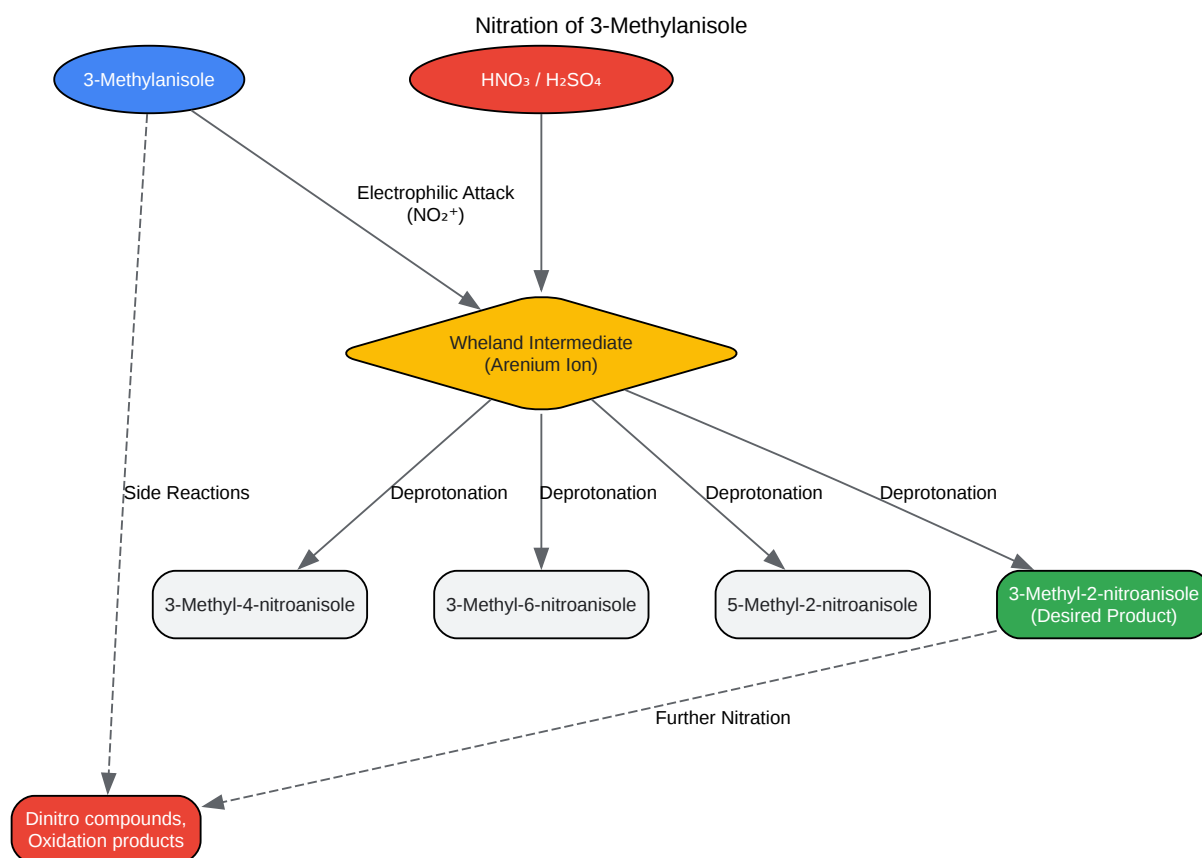 Nitration of 3-Methylanisole
3-Methylanisole
HNO₃ / H₂SO₄
Electrophilic Attack
(NO₂⁺)
Wheland Intermediate
(Arenium Ion)
Side Reactions
Deprotonation
Deprotonation
Deprotonation
Deprotonation
3-Methyl-4-nitroanisole
3-Methyl-6-nitroanisole
5-Methyl-2-nitroanisole
3-Methyl-2-nitroanisole
(Desired Product)
Further Nitration
Dinitro compounds,
Oxidation products